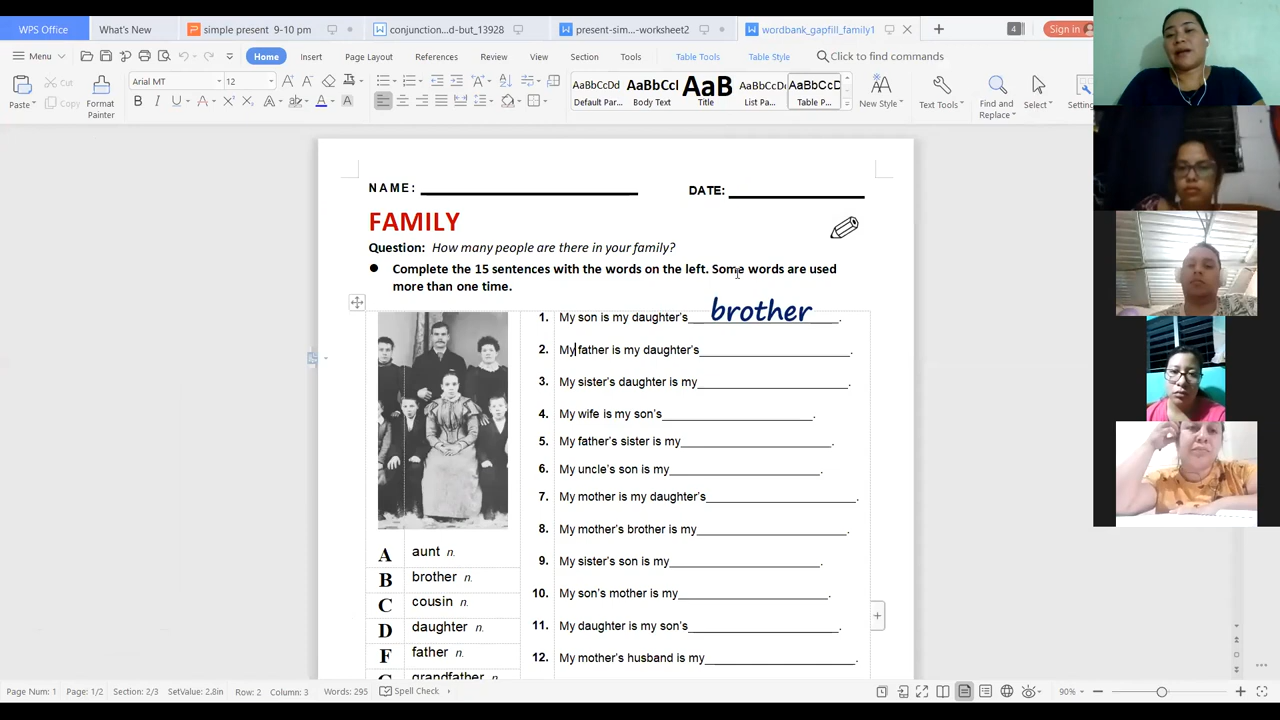 WPS Office
What's New
simple present 9-10 pm
conjunction...d-but_13928
present-sim...-worksheet2
wordbank_gapfill_family1
4
Sign in
Menu
Home
Insert
Page Layout
References
Review
View
Section
Tools
Table Tools
Table Style
Click to find commands
Paste
Cut
Copy
Format Painter
Arial MT
12
AaBbCcDc
Default Par...
AaBbCcI
Body Text
AaB
Title
AaBbCcDc
List Pa...
AaBbCcD
Table P...
New Style
Text Tools
Find and Replace
Select
NAME:
DATE:
FAMILY
Question: How many people are there in your family?
Complete the 15 sentences with the words on the left. Some words are used
more than one time.
1. My son is my daughter's brother.
2. My father is my daughter's.
3. My sister's daughter is my.
4. My wife is my son's.
5. My father's sister is my.
6. My uncle's son is my.
7. My mother is my daughter's.
8. My mother's brother is my.
9. My sister's son is my.
10. My son's mother is my.
11. My daughter is my son's.
12. My mother's husband is my.
A aunt n.
B brother n.
C cousin n.
D daughter n.
F father n.
grandfather
Page Num: 1
Page: 1/2
Section: 2/3
SetValue: 2.8in
Row: 2
Column: 3
Words: 295
Spell Check
90%